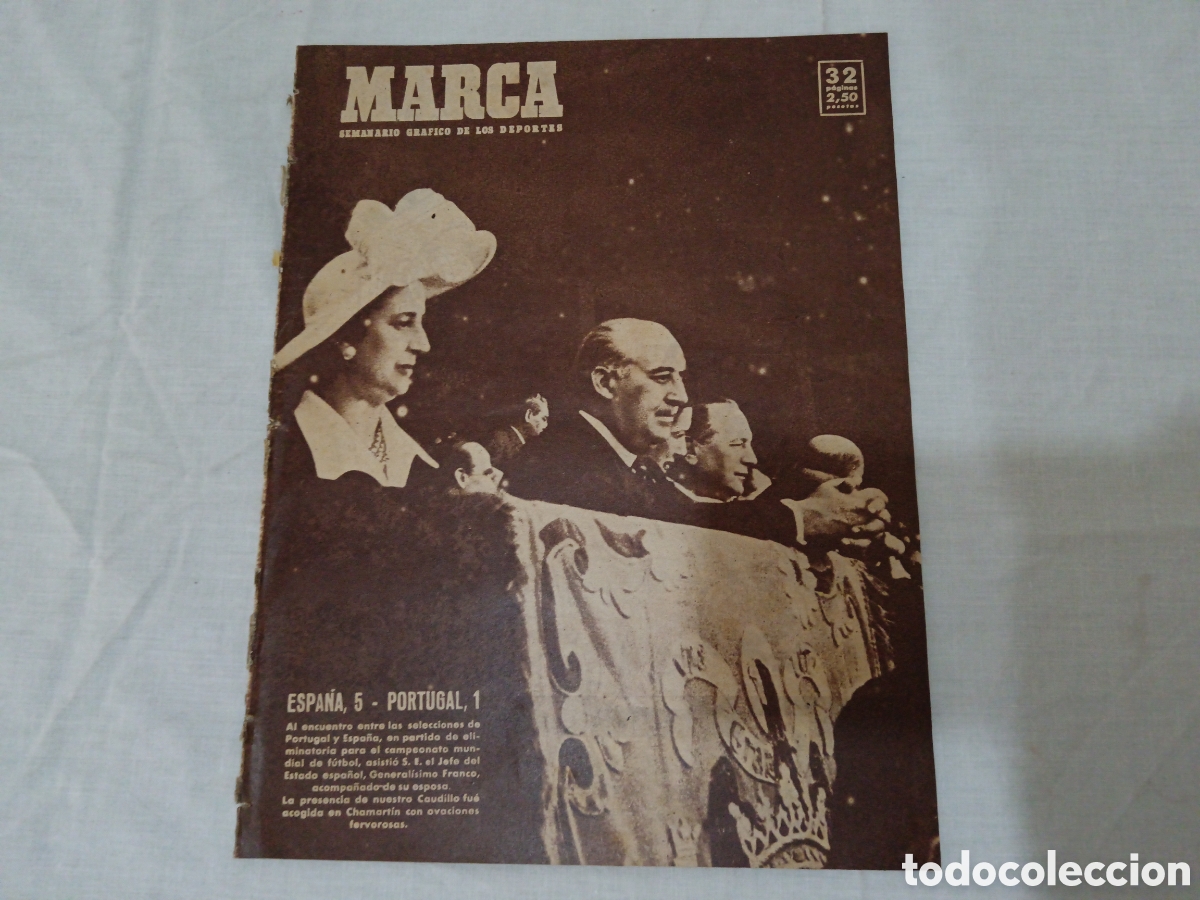 MARCA
SEMANARIO GRAFICO DE LOS DEPORTES
32
páginas
2,50
pesetas
ESPAÑA, 5 - PORTUGAL, 1
Al encuentro entre las selecciones de
Portugal y España, en partido de eli-
minatoria para el campeonato mun-
dial de fútbol, asistió S. E. el Jefe del
Estado español, Generalísimo Franco,
acompañado de su esposa.
La presencia de nuestro Caudillo fué
acogida en Chamartín con ovaciones
fervorosas.
todocoleccion